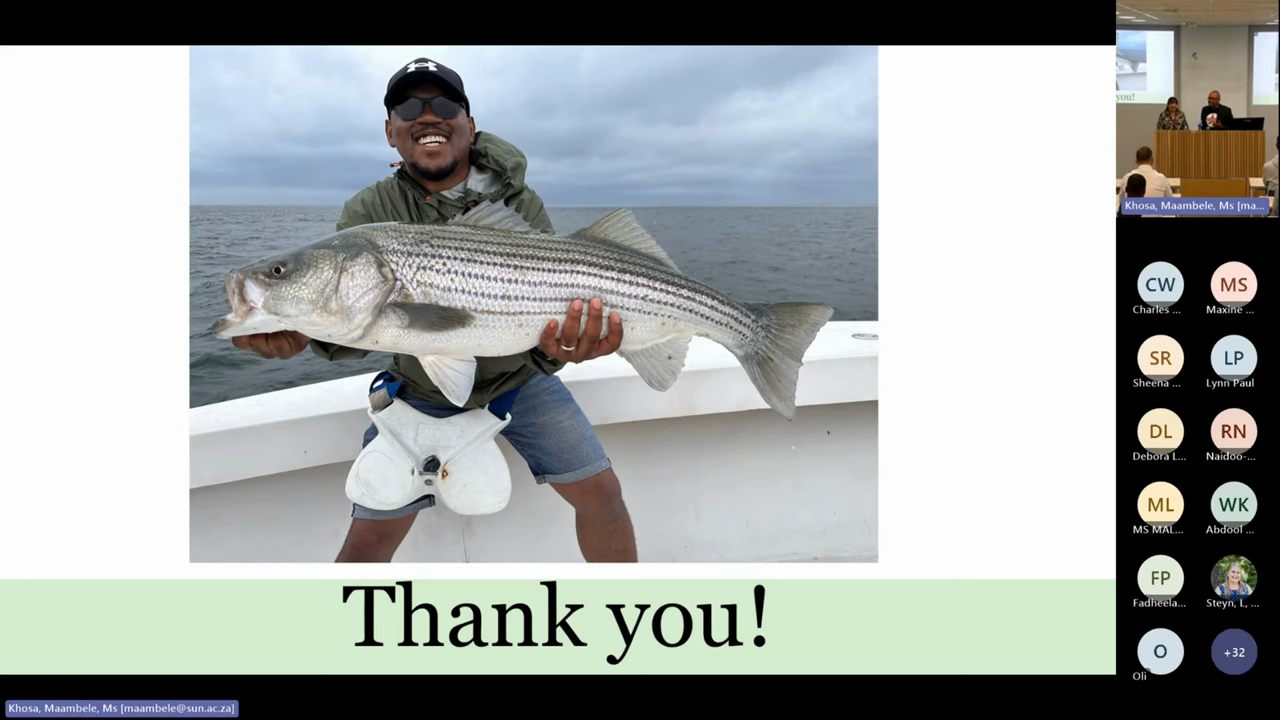 Thank you!
you!
Khosa, Maambele, Ms [ma...
CW
Charles ...
MS
Maxine ...
SR
Sheena ...
LP
Lynn Paul
DL
Debora L...
RN
Naidoo-...
ML
MS MAL...
WK
Abdool ...
FP
Fadheela...
Steyn, L, ...
O
Oli
+32
Khosa, Maambele, Ms [maambele@sun.ac.za]